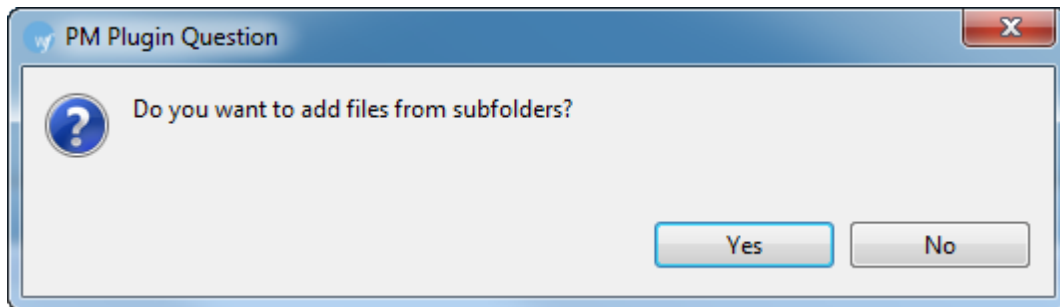 PM Plugin Question
Do you want to add files from subfolders?
Yes
No